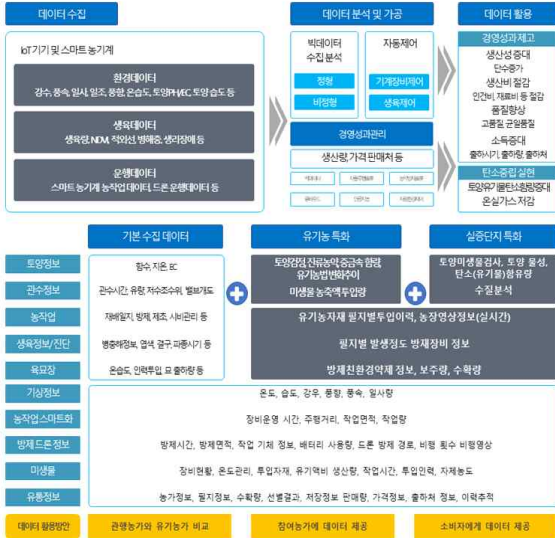 데이터 수집
데이터 분석 및 가공
데이터 활용
IoT기기 및 스마트 농기계
환경데이터
강수, 풍속, 일사, 일조, 풍향, 온습도, 토양PH/EC, 토양 습도 등
생육데이터
생육량, NDVI, 적외선, 병해충, 생리장애 등
운행데이터
스마트 농기계 농작업 데이터, 드론 운행데이터 등
빅데이터
수집 분석
정형
비정형
자동제어
기계장비제어
생육제어
경영성과관리
생산량, 가격 판매처 등
경영성과 제고
생산성 증대
단수증가
생산비 절감
인건비, 재료비 등 절감
품질향상
고품질, 균일품질
소득증대
출하시기, 출하량, 출하처
탄소중립 실현
토양유기물탄소함량증대
온실가스 저감
기본 수집 데이터
유기농 특화
실증단지 특화
토양정보
함수, 지온, EC
토양검정, 잔류농약, 중금속 함량,
유기농법 변화추이
미생물 농축액 투입량
토양미생물검사, 토양 물성,
탄소(유기물)함유량
수질분석
관수정보
관수시간, 유량, 저수조수위, 밸브개도
농작업
재배일지, 방제, 제초, 시비관리 등
유기농자재 필지별투입이력, 농장영상정보(실시간)
생육정보/진단
병충해정보, 엽색, 결구, 파종시기 등
필지별 발생정도 방재장비 정보
육묘장
온습도, 인력투입, 묘 출하량 등
방제친환경약제 정보, 보주량, 수확량
기상정보
온도, 습도, 강우, 풍향, 풍속, 일사량
농작업스마트화
장비운영 시간, 주행거리, 작업면적, 작업량
방제 드론 정보
방제시간, 방제면적, 작업 기체 정보, 배터리 사용량, 드론 방제 경로, 비행 횟수 비행영상
미생물
장비현황, 온도관리, 투입자재, 유기액비 생산량, 작업시간, 투입인력, 자제농도
유통정보
농가정보, 필지정보, 수확량, 선별결과, 저장정보 판매량, 가격정보, 출하처 정보, 이력추적
데이터 활용방안
관행농가와 유기농가 비교
참여농가에 데이터 제공
소비자에게 데이터 제공